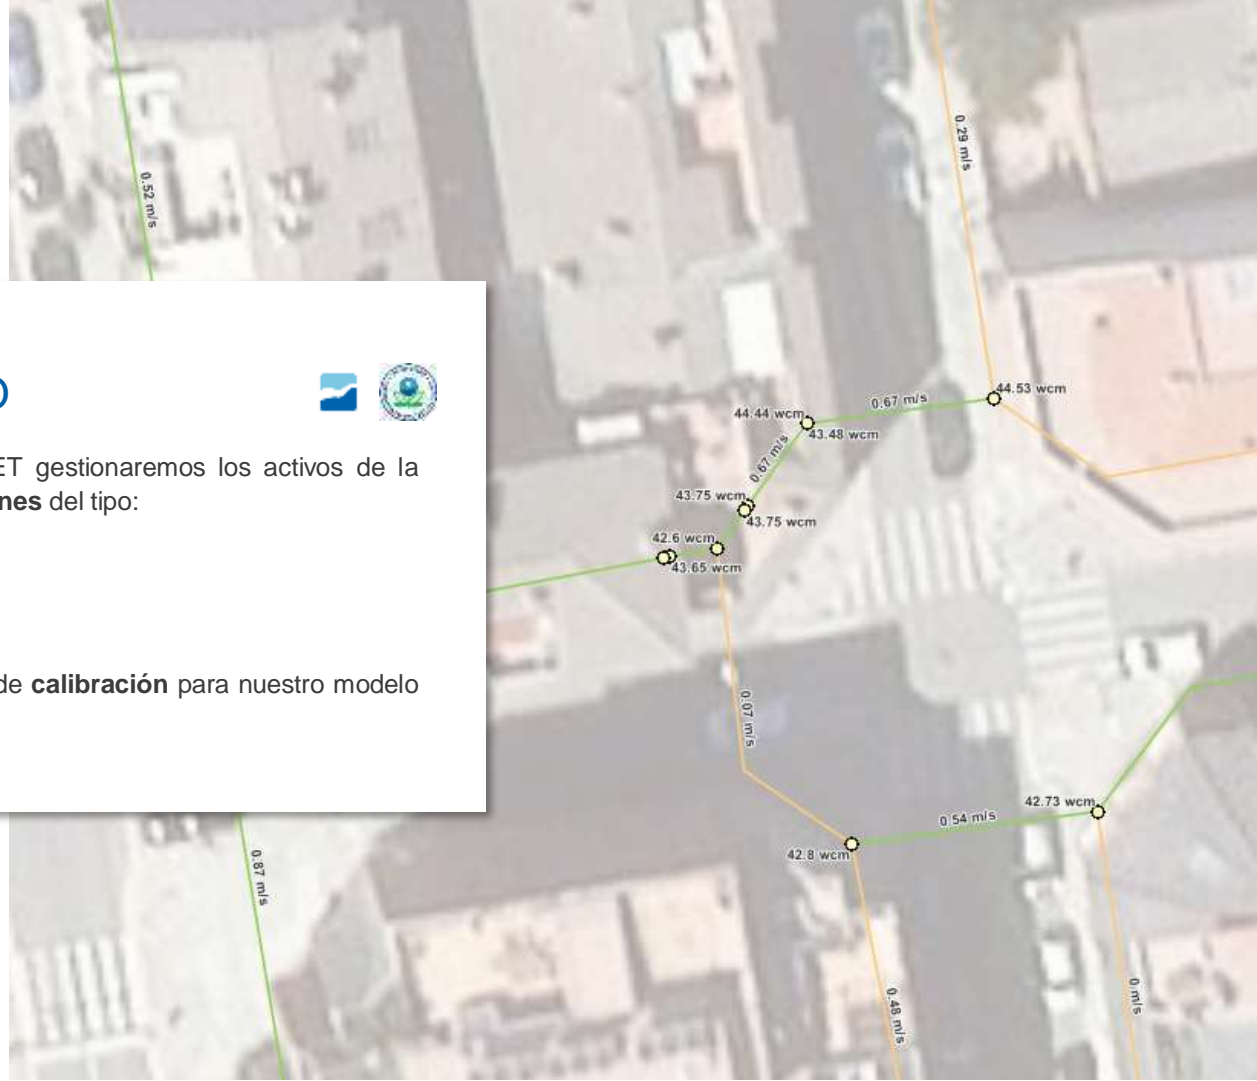 0.29 m/s
0.52 m/s
44.53 wcm
0.67 m/s
44.44 wcm
43.48 wcm
0.67 m/s
43.75 wcm
43.75 wcm
42.6 wcm
43.65 wcm
ET gestionaremos los activos de la
nes del tipo:
de calibración para nuestro modelo
0.07 m/s
42.73 wcm
0.54 m/s
42.8 wcm
0.87 m/s
0.48 m/s
0 m/s